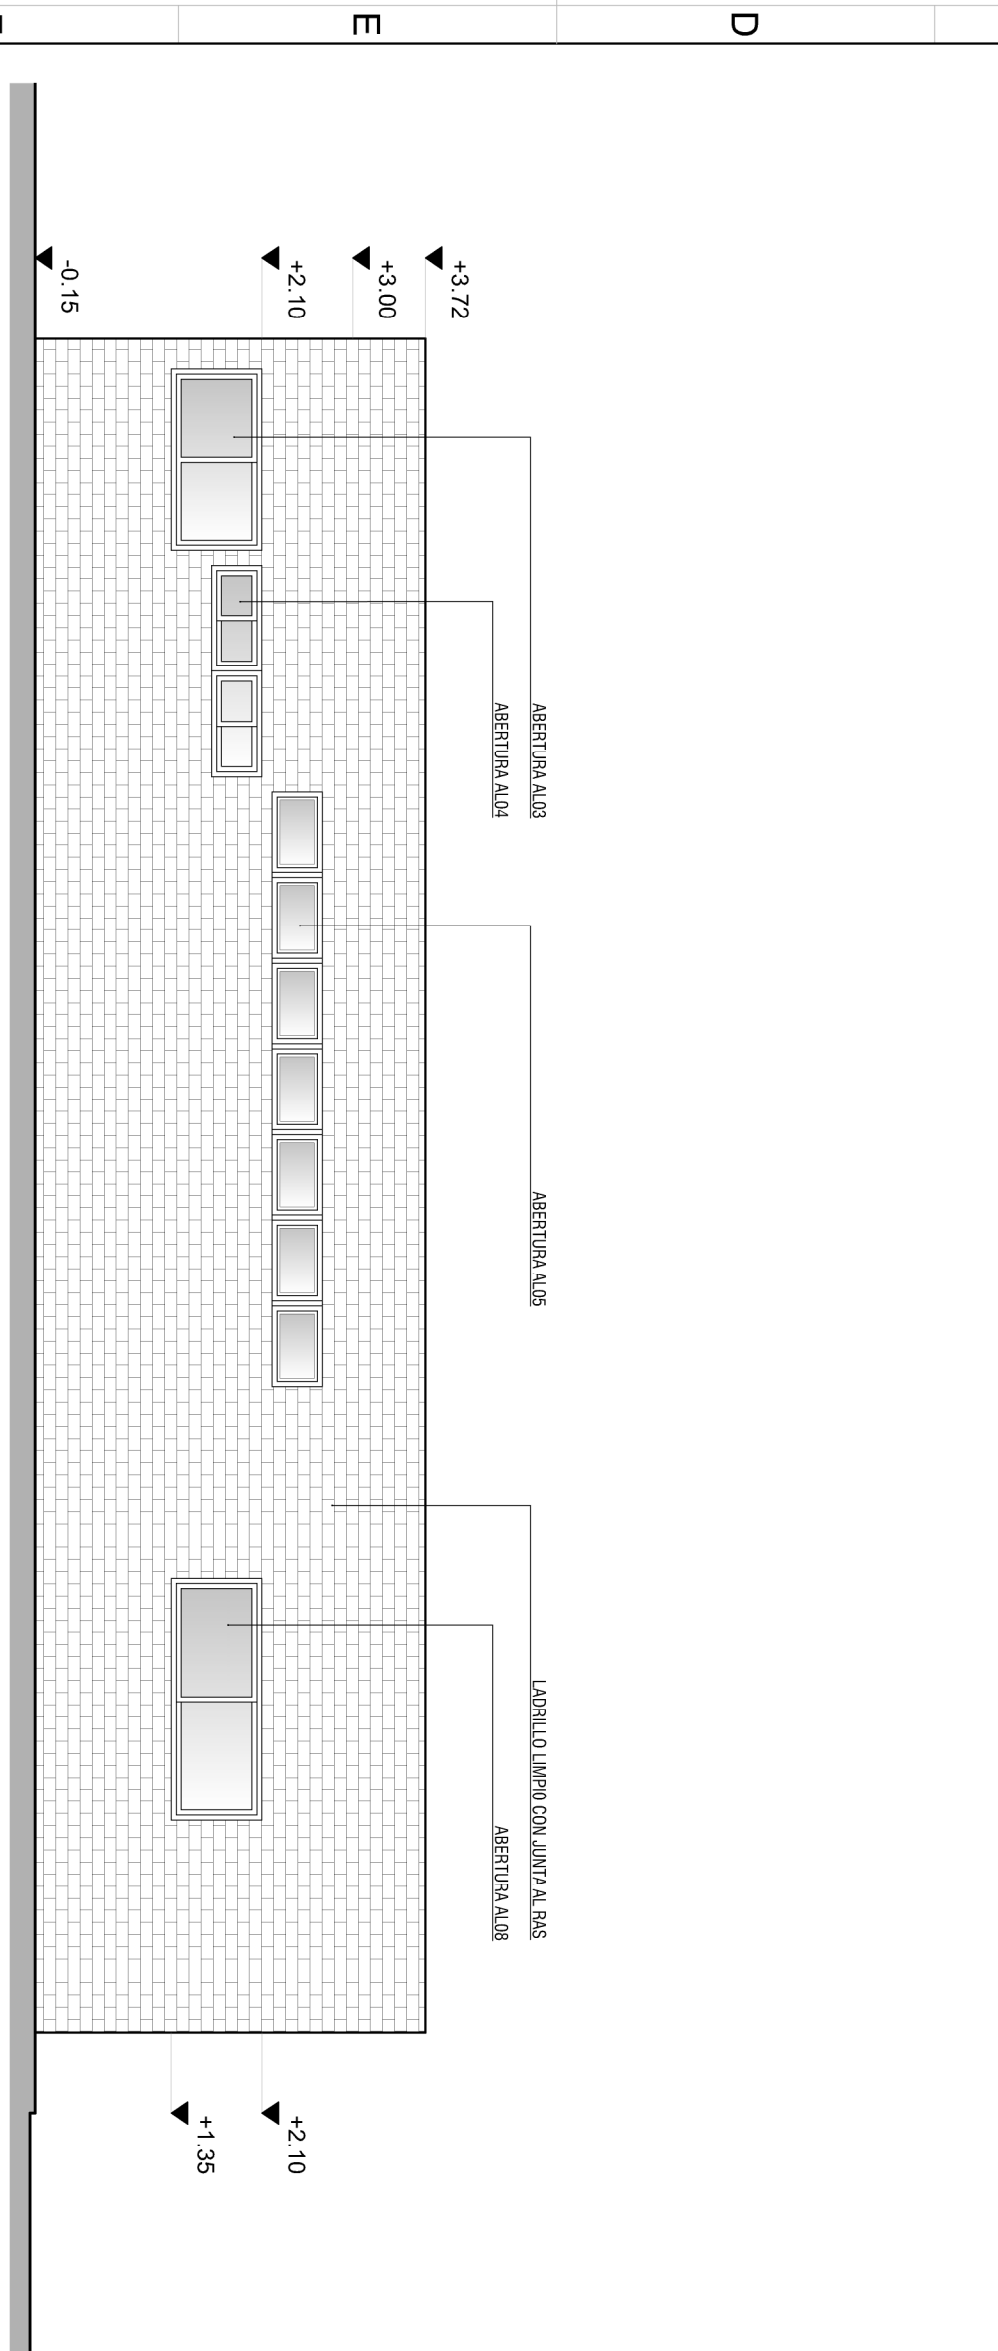 D
ABERTURA AL03
ABERTURA AL05
LADRILLO LIMPIO CON JUNTA AL RAS
ABERTURA AL04
ABERTURA AL08
+3.72
+3.00
E
+2.10
+2.10
+1.35
-0.15